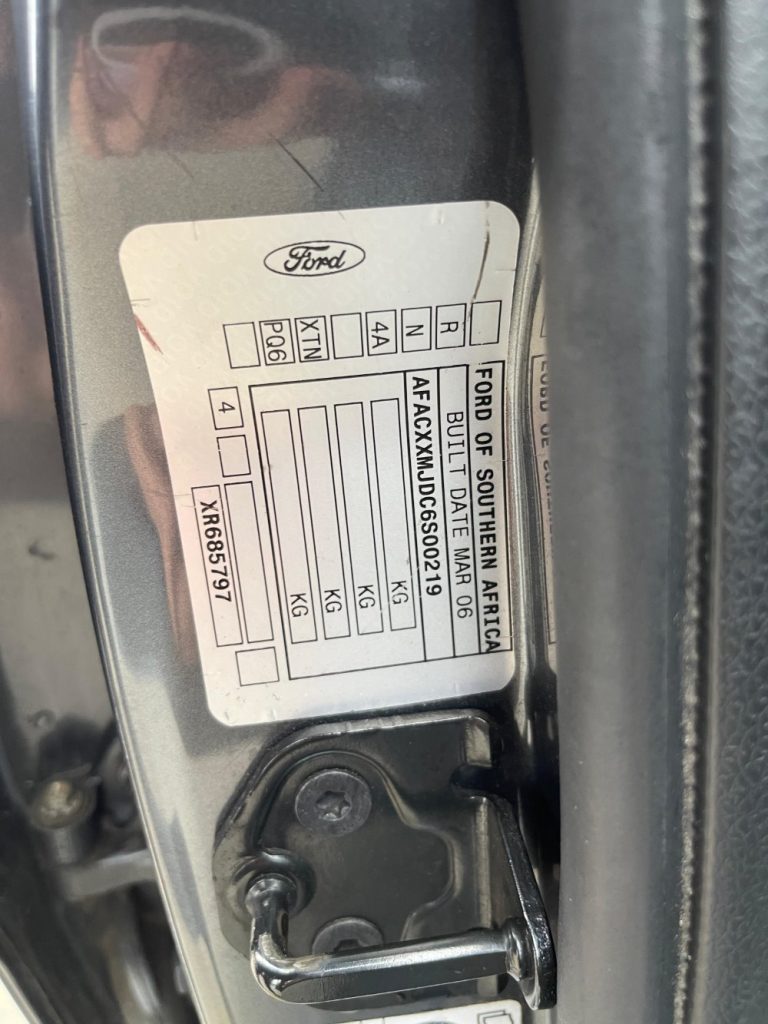 Ford
R
N
4A
XTN
PQ6
FORD OF SOUTHERN AFRICA
BUILT DATE MAR 06
AFACXXMJDC6S00219
KG
KG
KG
KG
4
XR685797